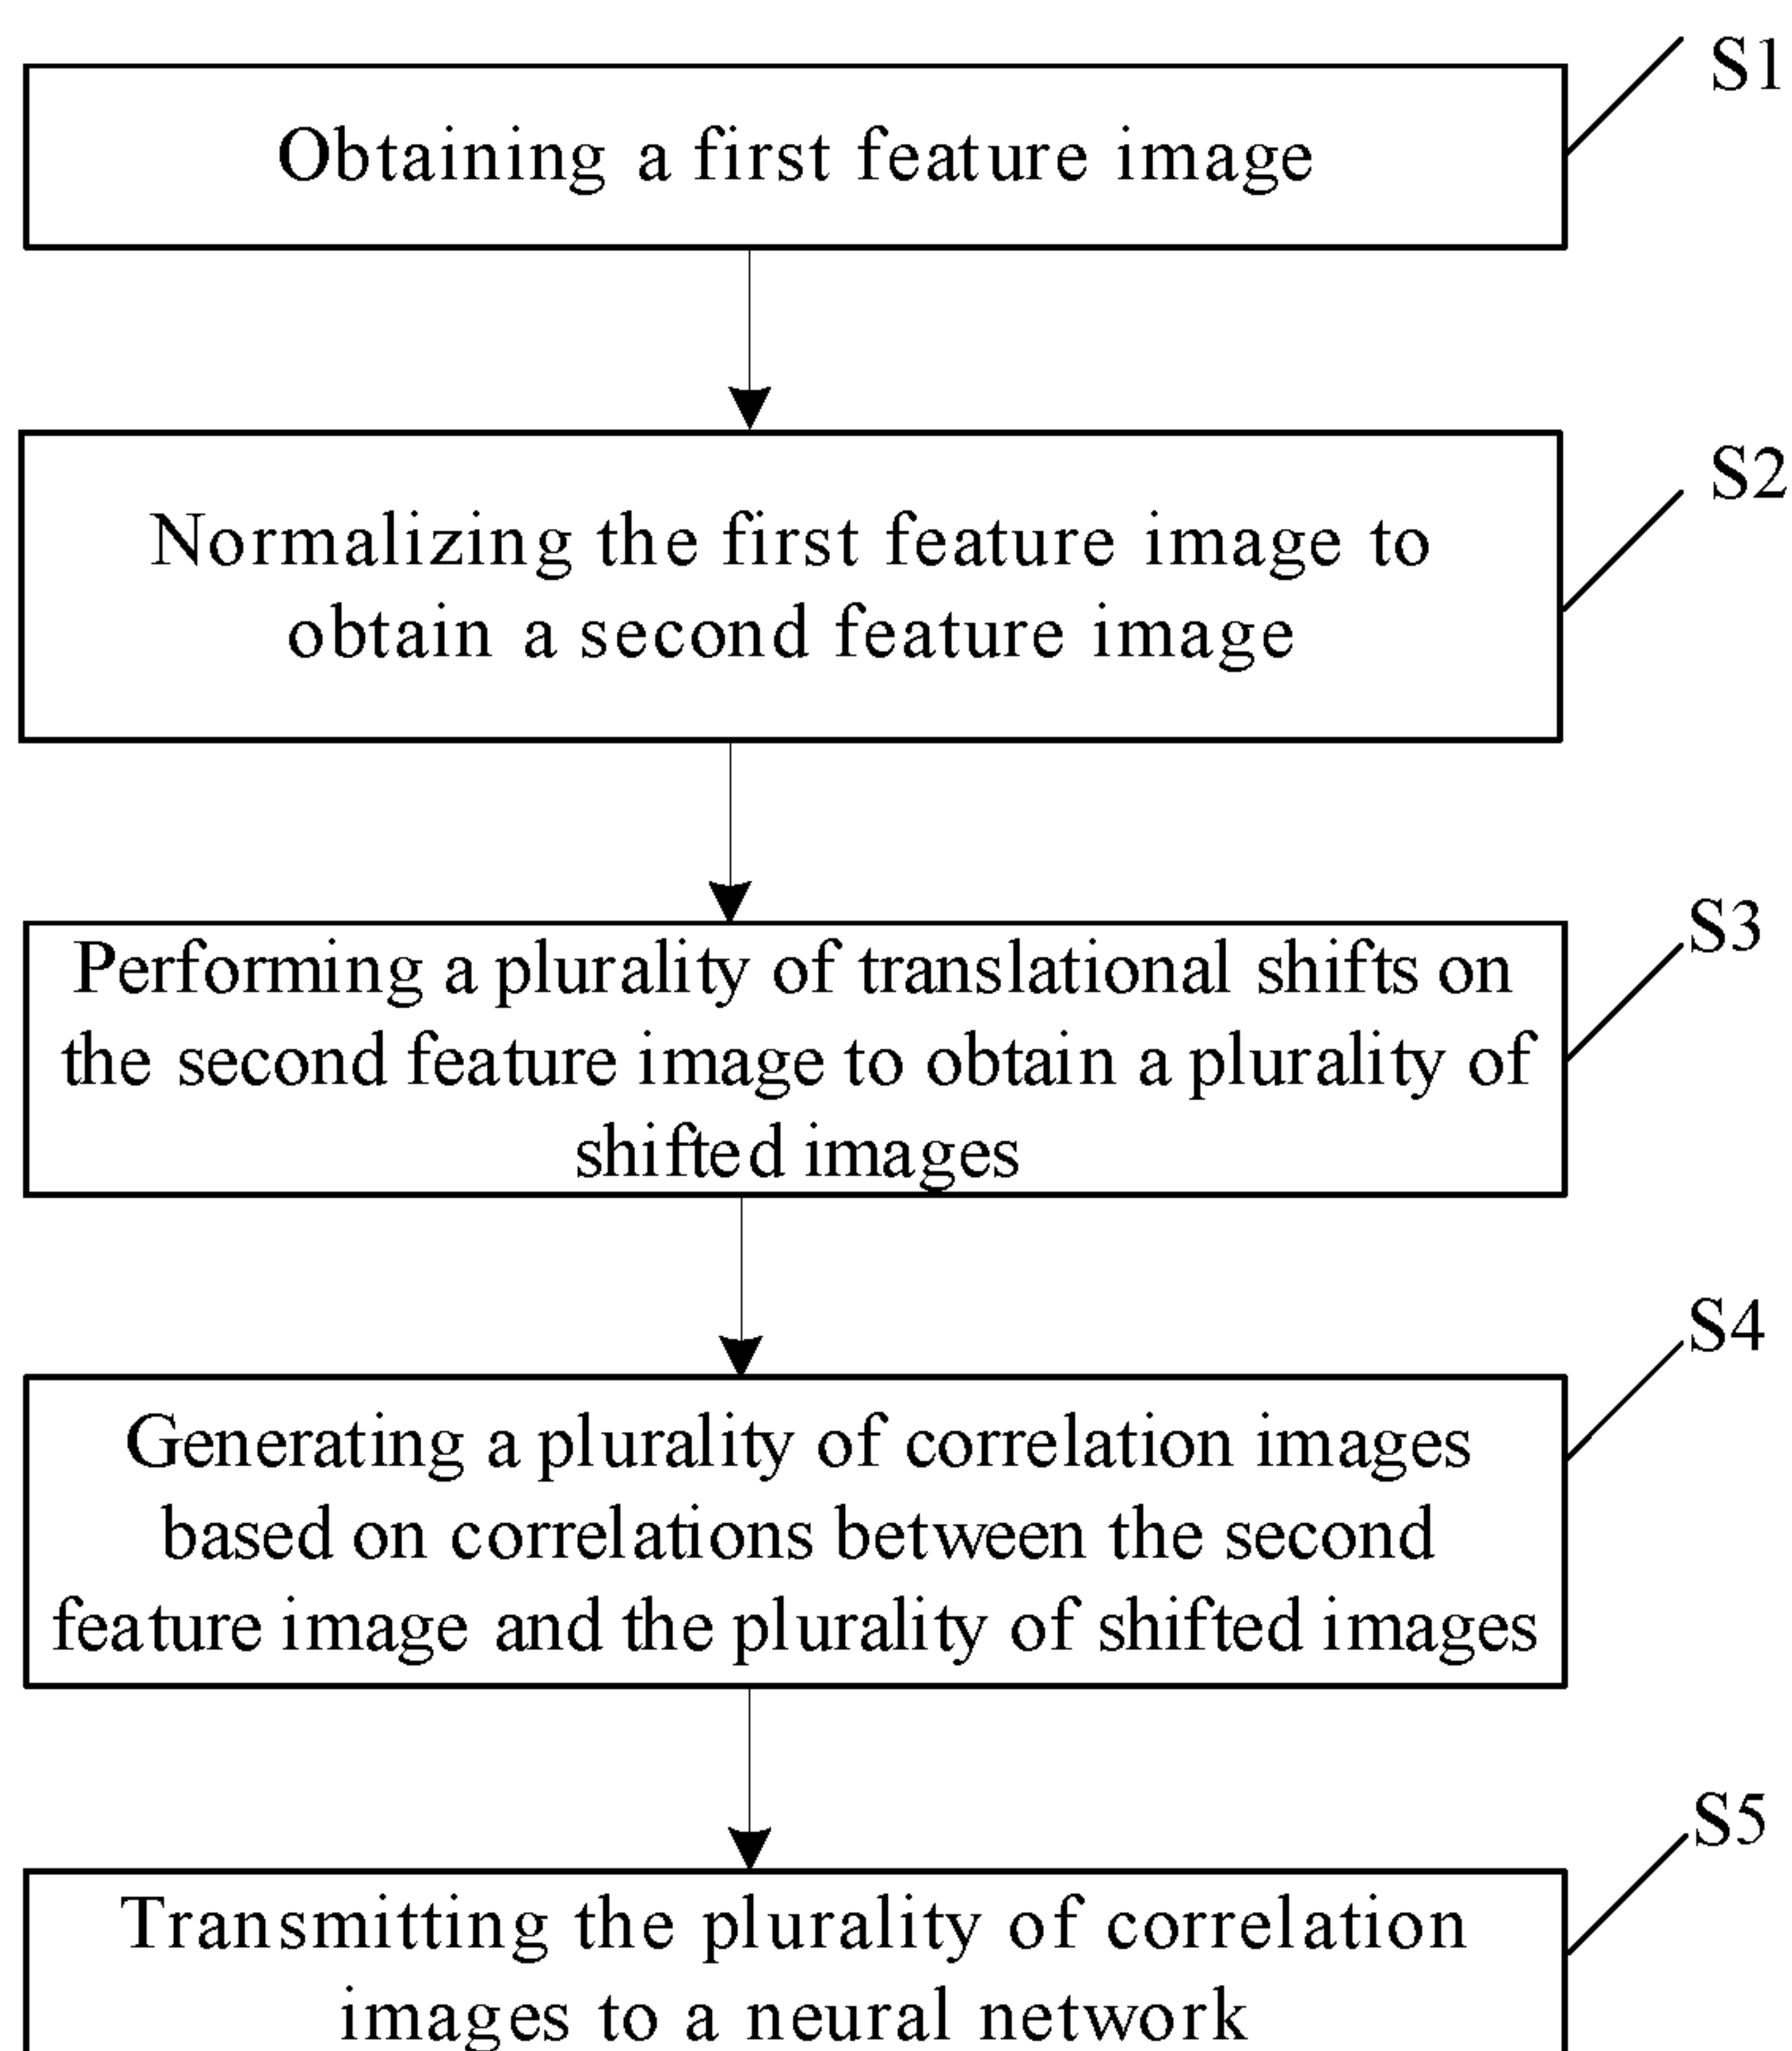 S1
Obtaining a first feature image
S2
Normalizing the first feature image to
obtain a second feature image
S3
Performing a plurality of translational shifts on
the second feature image to obtain a plurality of
shifted images
S4
Generating a plurality of correlation images
based on correlations between the second
feature image and the plurality of shifted images
S5
Transmitting the plurality of correlation
images to a neural network